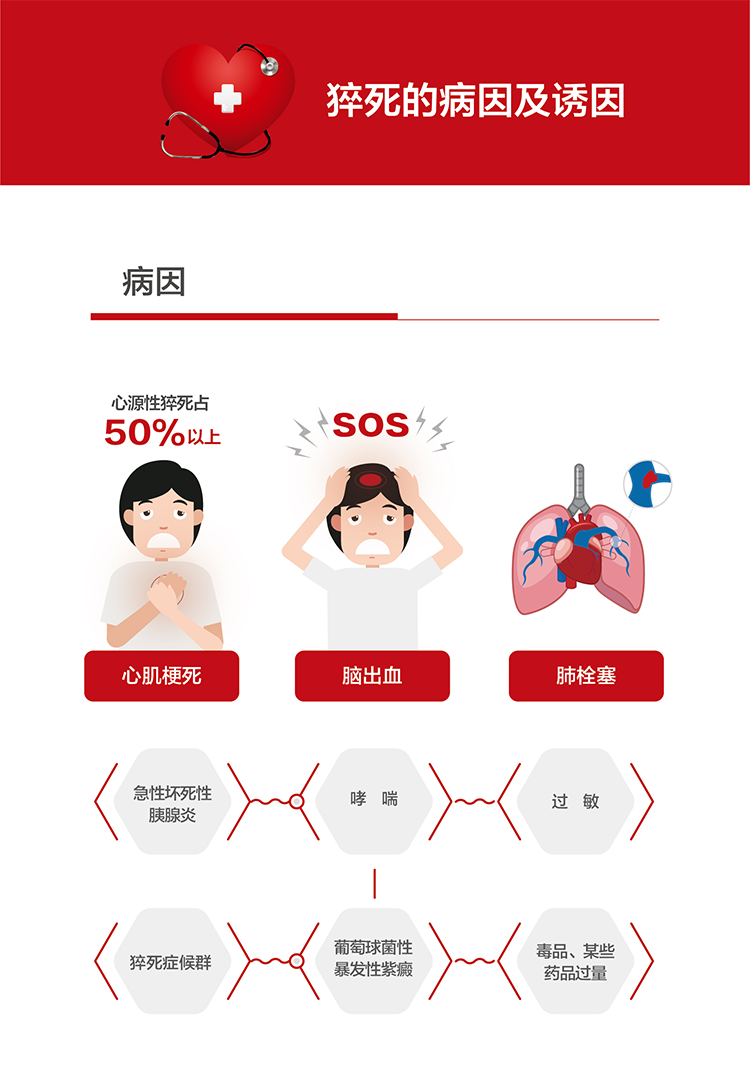 猝死的病因及诱因
病因
心源性猝死占
50%以上
SOS
心肌梗死
脑出血
肺栓塞
急性坏死性
胰腺炎
哮 喘
过 敏
猝死症候群
葡萄球菌性
暴发性紫癜
毒品、某些
药品过量